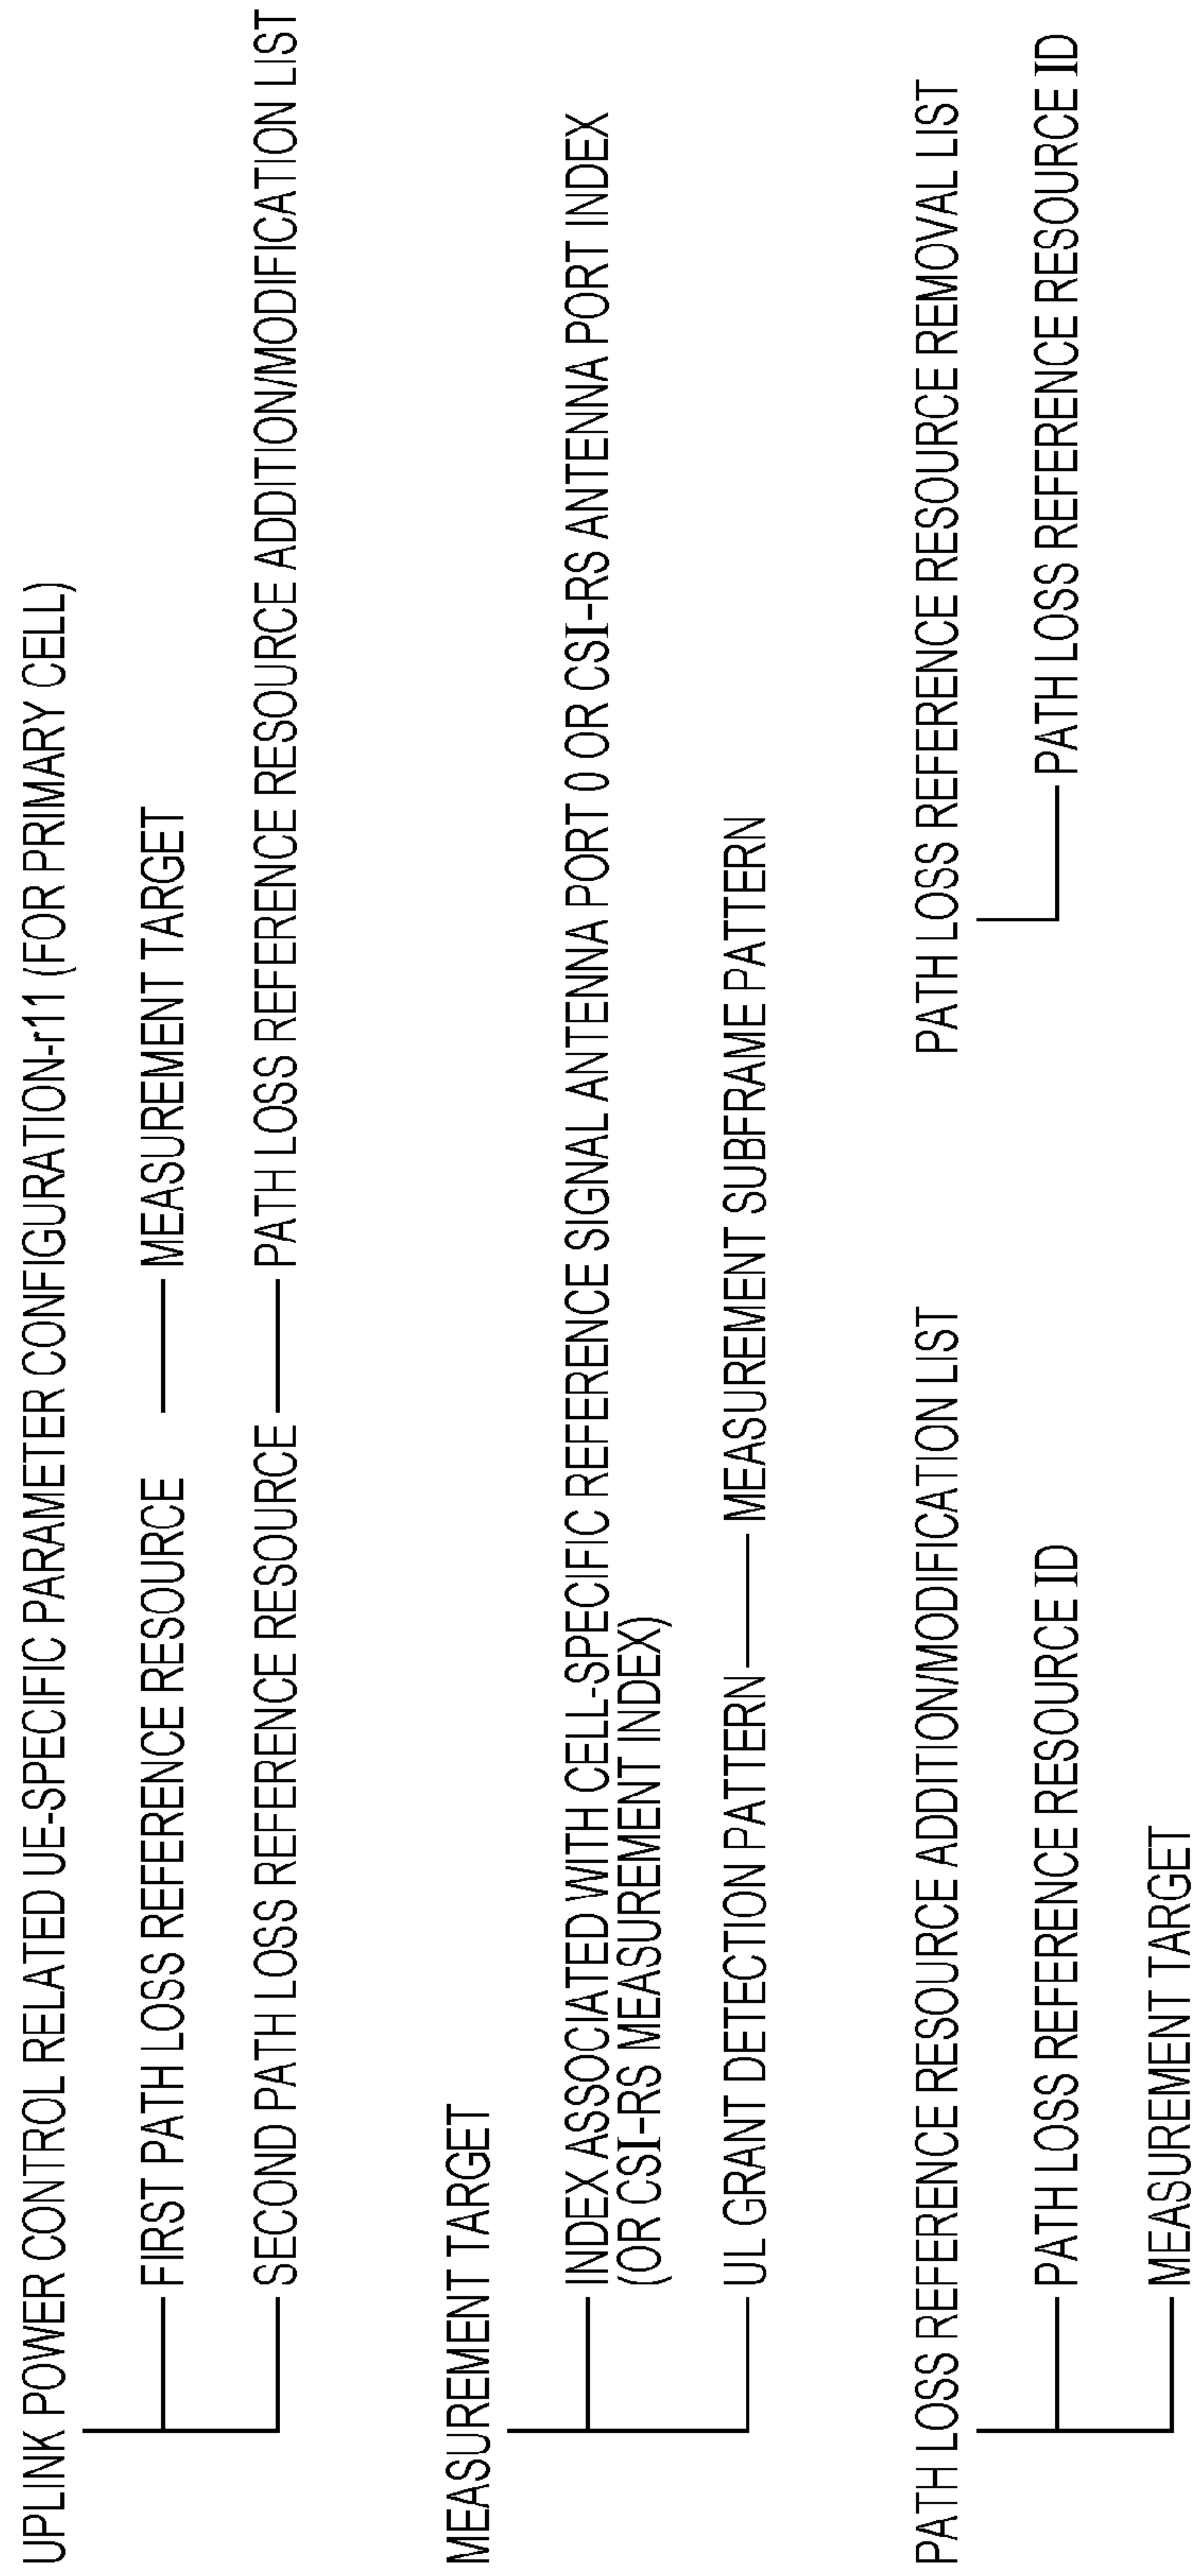 UPLINK POWER CONTROL RELATED UE-SPECIFIC PARAMETER CONFIGURATION-r11 (FOR PRIMARY CELL)
FIRST PATH LOSS REFERENCE RESOURCE MEASUREMENT TARGET
SECOND PATH LOSS REFERENCE RESOURCE PATH LOSS REFERENCE RESOURCE ADDITION/MODIFICATION LIST
MEASUREMENT TARGET
INDEX ASSOCIATED WITH CELL-SPECIFIC REFERENCE SIGNAL ANTENNA PORT 0 OR CSI-RS ANTENNA PORT INDEX
(OR CSI-RS MEASUREMENT INDEX)
UL GRANT DETECTION PATTERN MEASUREMENT SUBFRAME PATTERN
PATH LOSS REFERENCE RESOURCE ADDITION/MODIFICATION LIST
PATH LOSS REFERENCE RESOURCE ID
MEASUREMENT TARGET
PATH LOSS REFERENCE RESOURCE REMOVAL LIST
PATH LOSS REFERENCE RESOURCE ID